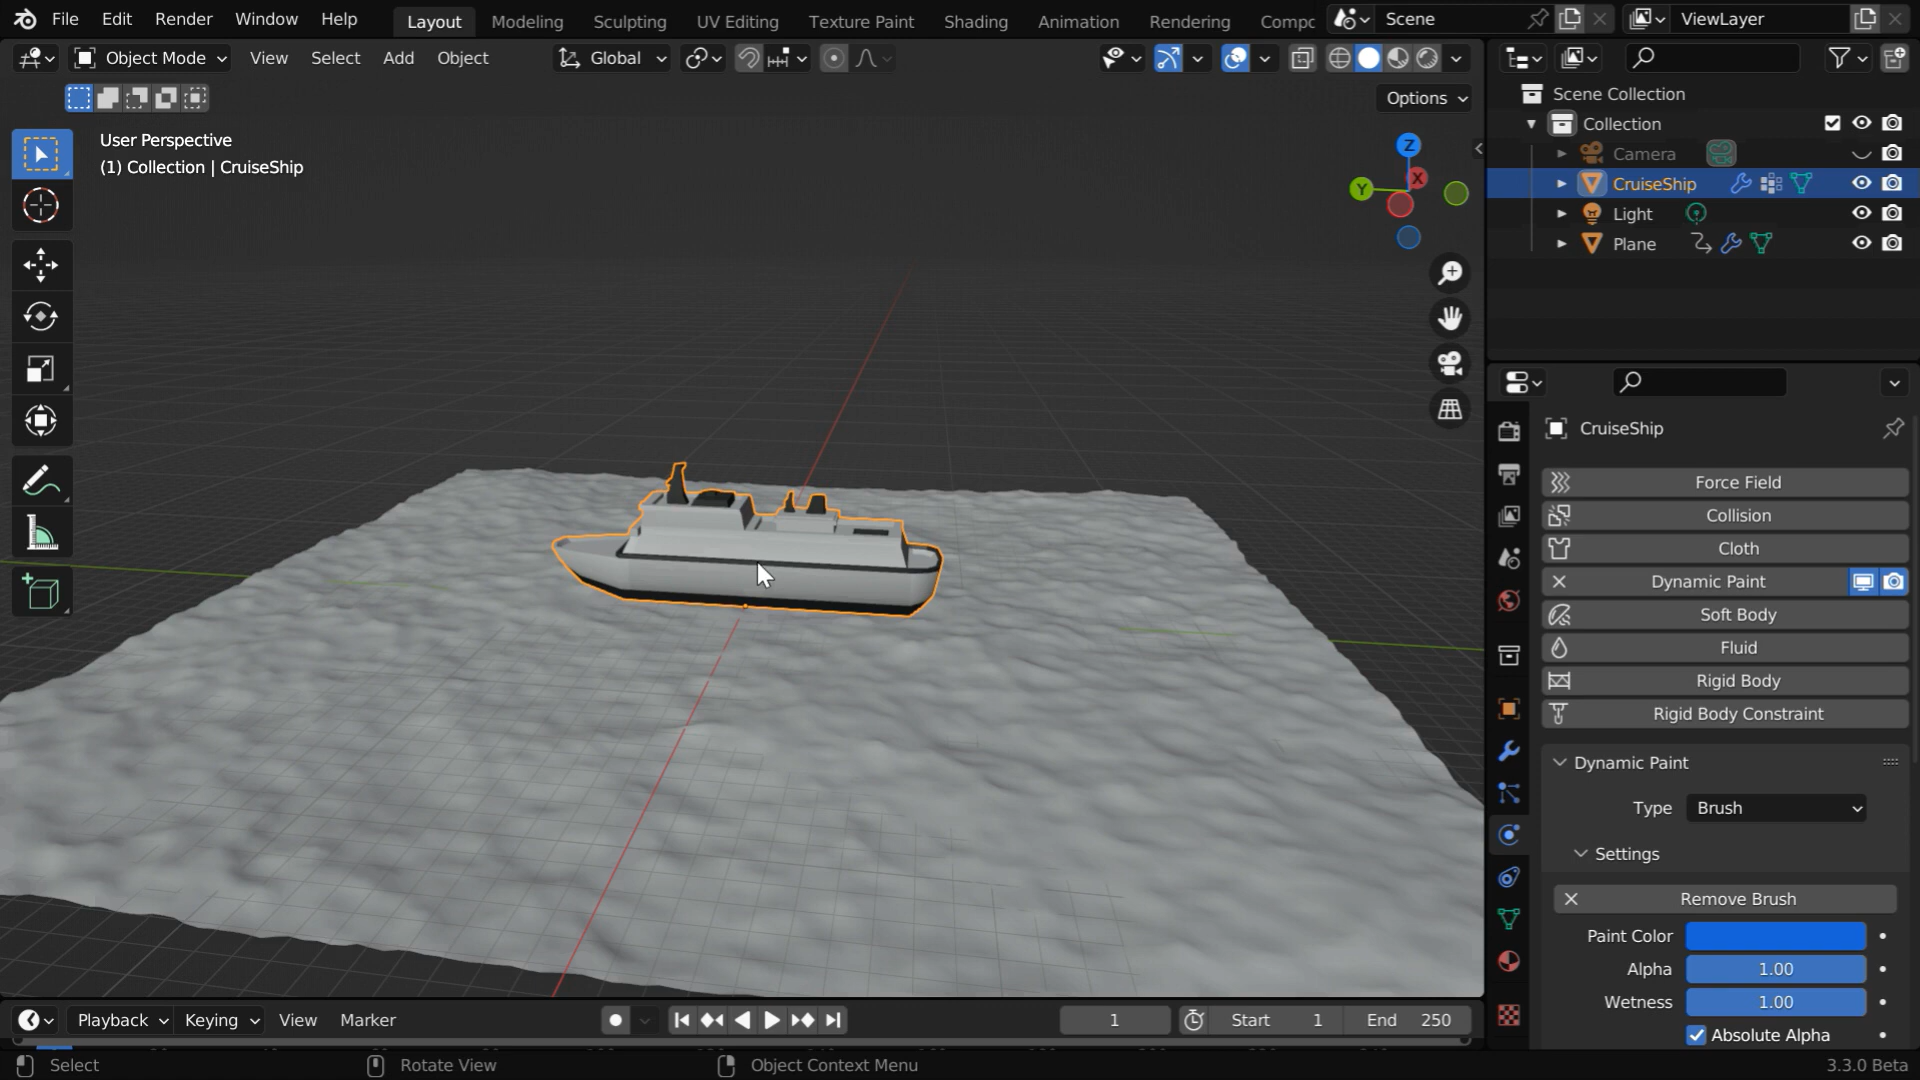 File Edit Render Window Help Layout Modeling Sculpting UV Editing Texture Paint Shading Animation Rendering Compo Scene ViewLayer
Object Mode View Select Add Object Global
Options
User Perspective
(1) Collection | CruiseShip
Z
X
Y
Scene Collection
Collection
Camera
CruiseShip
Light
Plane
CruiseShip
Force Field
Collision
Cloth
Dynamic Paint
Soft Body
Fluid
Rigid Body
Rigid Body Constraint
Dynamic Paint
Type Brush
Settings
Remove Brush
Paint Color
Alpha 1.00
Wetness 1.00
Absolute Alpha
Playback Keying View Marker 1 Start 1 End 250
Select Rotate View Object Context Menu 3.3.0 Beta